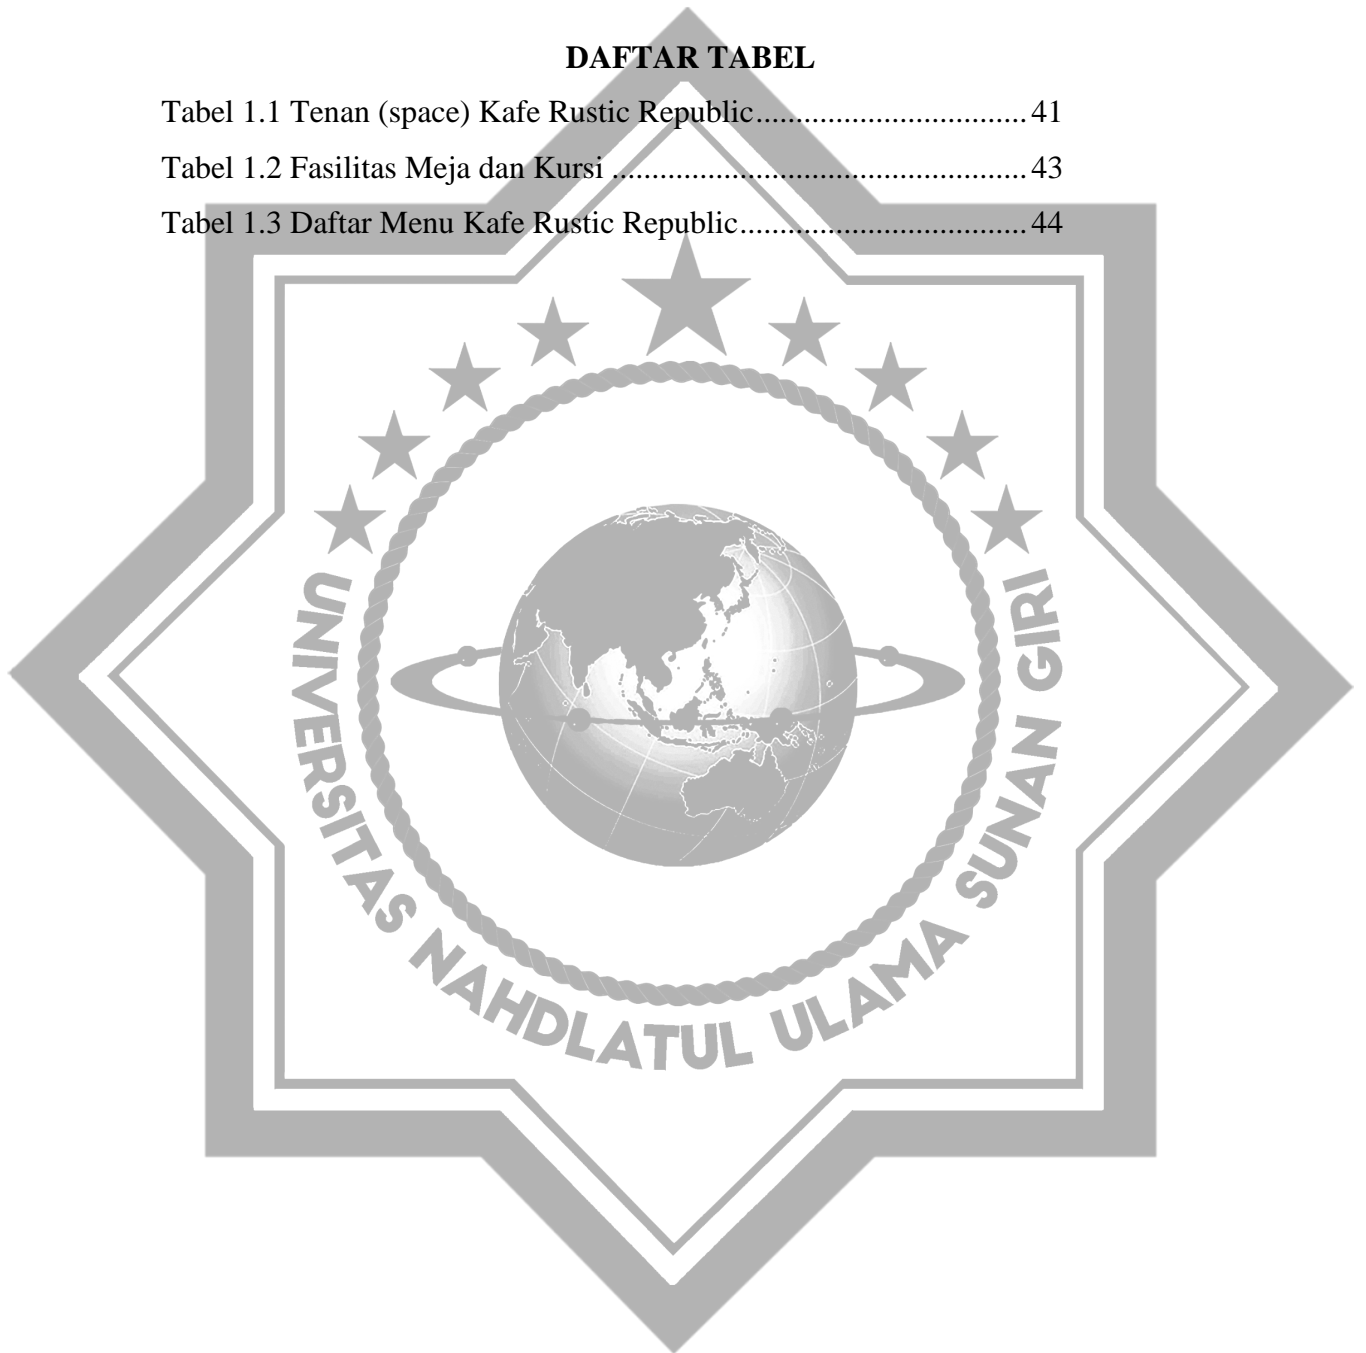 DAFTAR TABEL
Tabel 1.1 Tenan (space) Kafe Rustic Republic.................................. 41
Tabel 1.2 Fasilitas Meja dan Kursi .................................................... 43
Tabel 1.3 Daftar Menu Kafe Rustic Republic.................................... 44
UNIVERSITAS NAHDLATUL ULAMA SUNAN GIRI